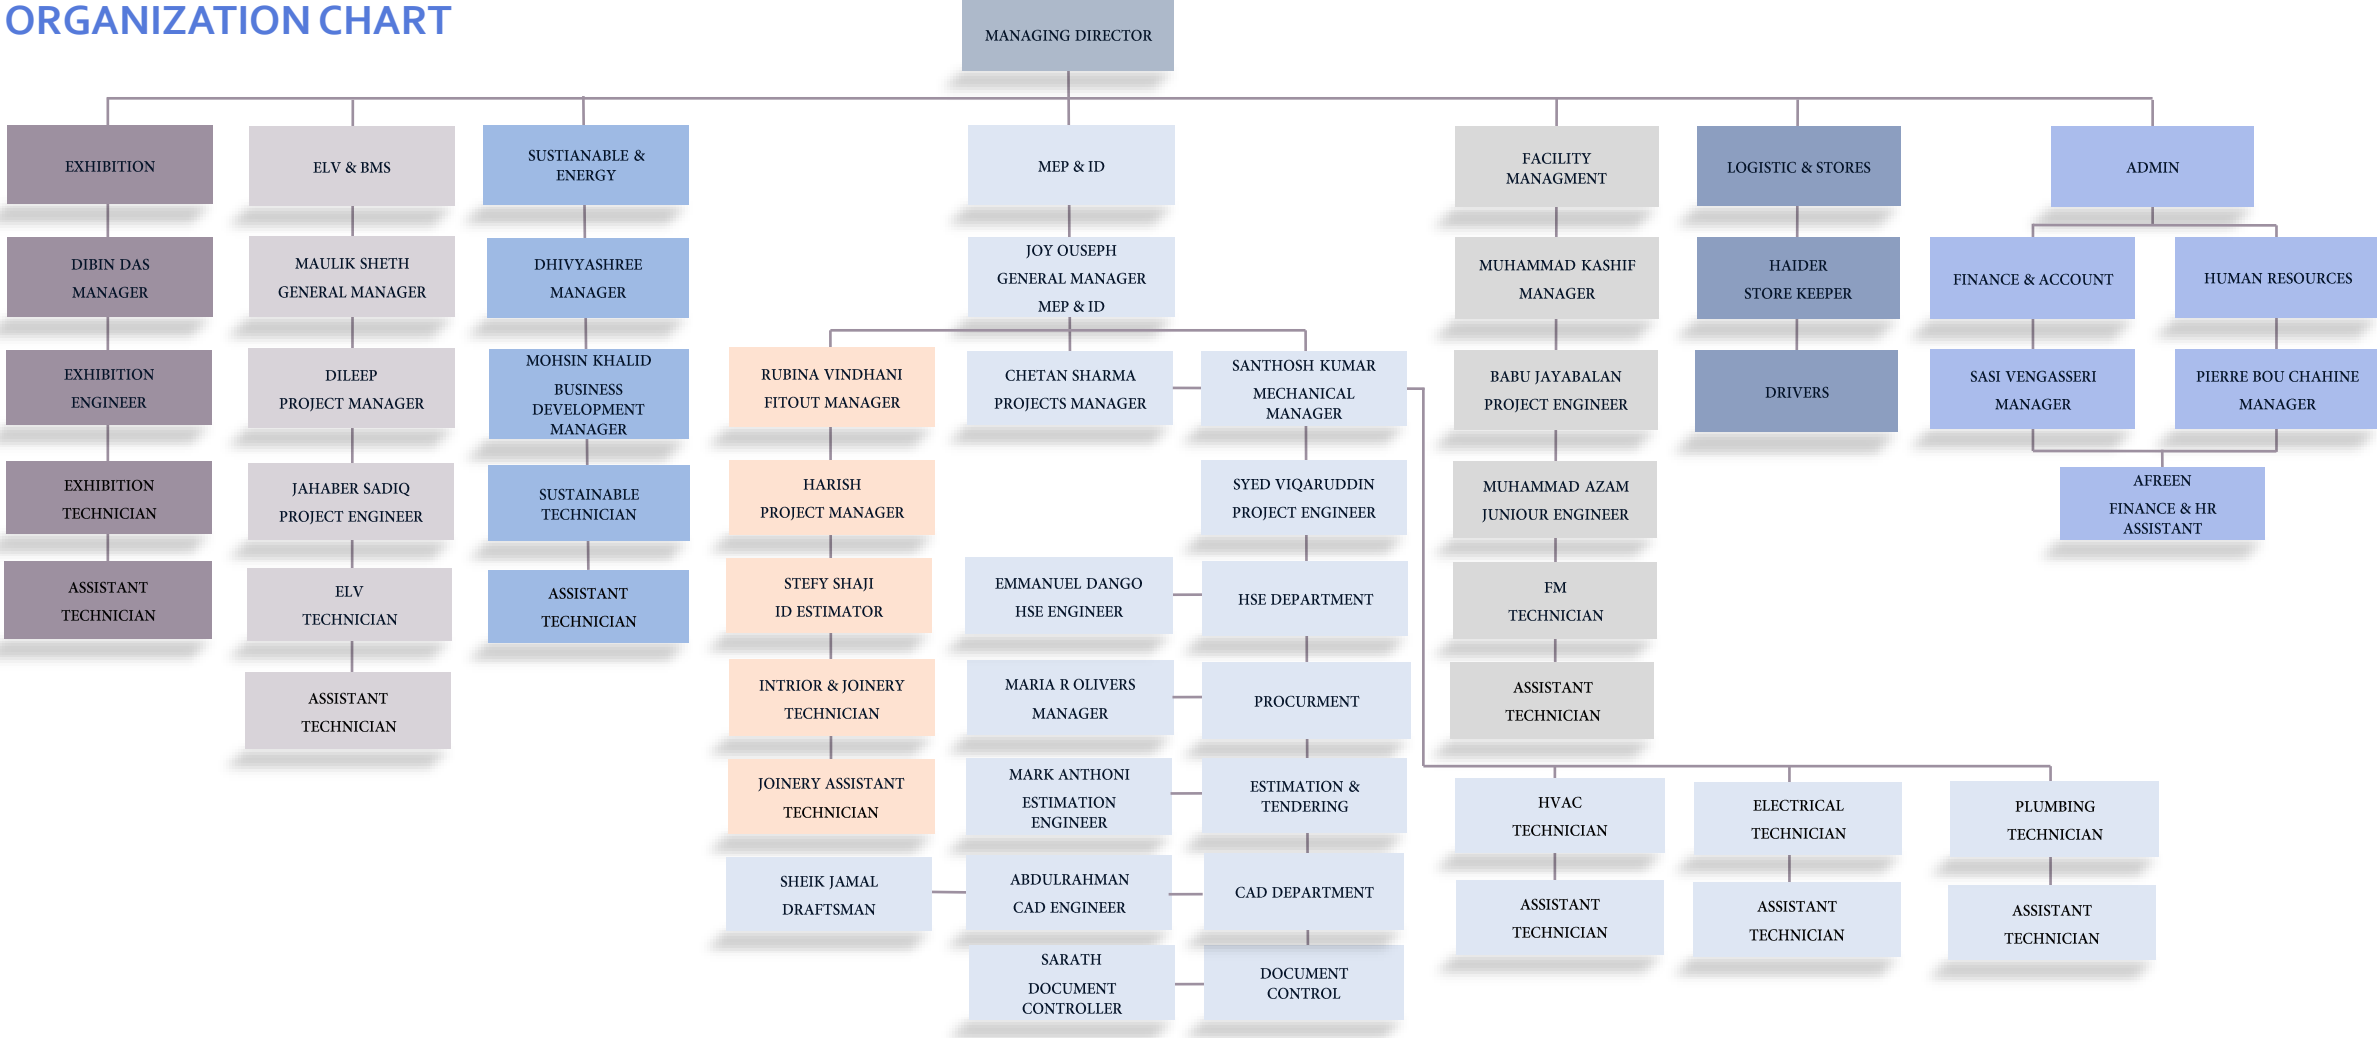 ORGANIZATION CHART
MANAGING DIRECTOR
EXHIBITION
DIBIN DAS
MANAGER
EXHIBITION
ENGINEER
EXHIBITION
TECHNICIAN
ASSISTANT
TECHNICIAN
ELV & BMS
MAULIK SHETH
GENERAL MANAGER
DILEEP
PROJECT MANAGER
JAHABER SADIQ
PROJECT ENGINEER
ELV
TECHNICIAN
ASSISTANT
TECHNICIAN
SUSTIANABLE &
ENERGY
DHIVYASHREE
MANAGER
MOHSIN KHALID
BUSINESS
DEVELOPMENT
MANAGER
SUSTAINABLE
TECHNICIAN
ASSISTANT
TECHNICIAN
MEP & ID
JOY OUSEPH
GENERAL MANAGER
MEP & ID
RUBINA VINDHANI
FITOUT MANAGER
HARISH
PROJECT MANAGER
STEFY SHAJI
ID ESTIMATOR
INTRIOR & JOINERY
TECHNICIAN
JOINERY ASSISTANT
TECHNICIAN
CHETAN SHARMA
PROJECTS MANAGER
SANTHOSH KUMAR
MECHANICAL
MANAGER
SYED VIQARUDDIN
PROJECT ENGINEER
EMMANUEL DANGO
HSE ENGINEER
HSE DEPARTMENT
MARIA R OLIVERS
MANAGER
PROCURMENT
MARK ANTHONI
ESTIMATION
ENGINEER
ESTIMATION &
TENDERING
SHEIK JAMAL
DRAFTSMAN
ABDULRAHMAN
CAD ENGINEER
CAD DEPARTMENT
SARATH
DOCUMENT
CONTROLLER
DOCUMENT
CONTROL
HVAC
TECHNICIAN
ASSISTANT
TECHNICIAN
ELECTRICAL
TECHNICIAN
ASSISTANT
TECHNICIAN
PLUMBING
TECHNICIAN
ASSISTANT
TECHNICIAN
FACILITY
MANAGMENT
MUHAMMAD KASHIF
MANAGER
BABU JAYABALAN
PROJECT ENGINEER
MUHAMMAD AZAM
JUNIOUR ENGINEER
FM
TECHNICIAN
ASSISTANT
TECHNICIAN
LOGISTIC & STORES
HAIDER
STORE KEEPER
DRIVERS
ADMIN
FINANCE & ACCOUNT
SASI VENGASSERI
MANAGER
HUMAN RESOURCES
PIERRE BOU CHAHINE
MANAGER
AFREEN
FINANCE & HR
ASSISTANT